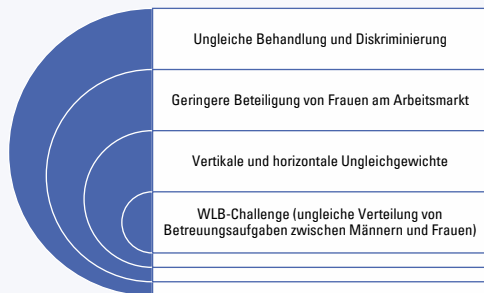 Ungleiche Behandlung und Diskriminierung
Geringere Beteiligung von Frauen am Arbeitsmarkt
Vertikale und horizontale Ungleichgewichte
WLB-Challenge (ungleiche Verteilung von
Betreuungsaufgaben zwischen Männern und Frauen)